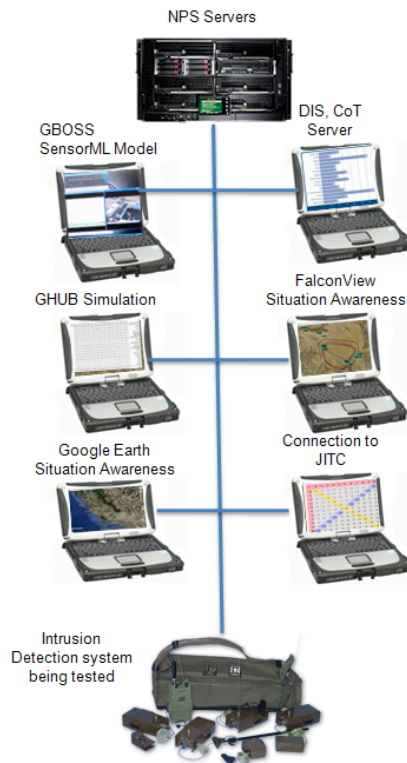 NPS Servers
GBOSS
SensorML Model
DIS, CoT
Server
GHUB Simulation
FalconView
Situation Awareness
Google Earth
Situation Awareness
Connection to
JITC
Intrusion
Detection system
being tested